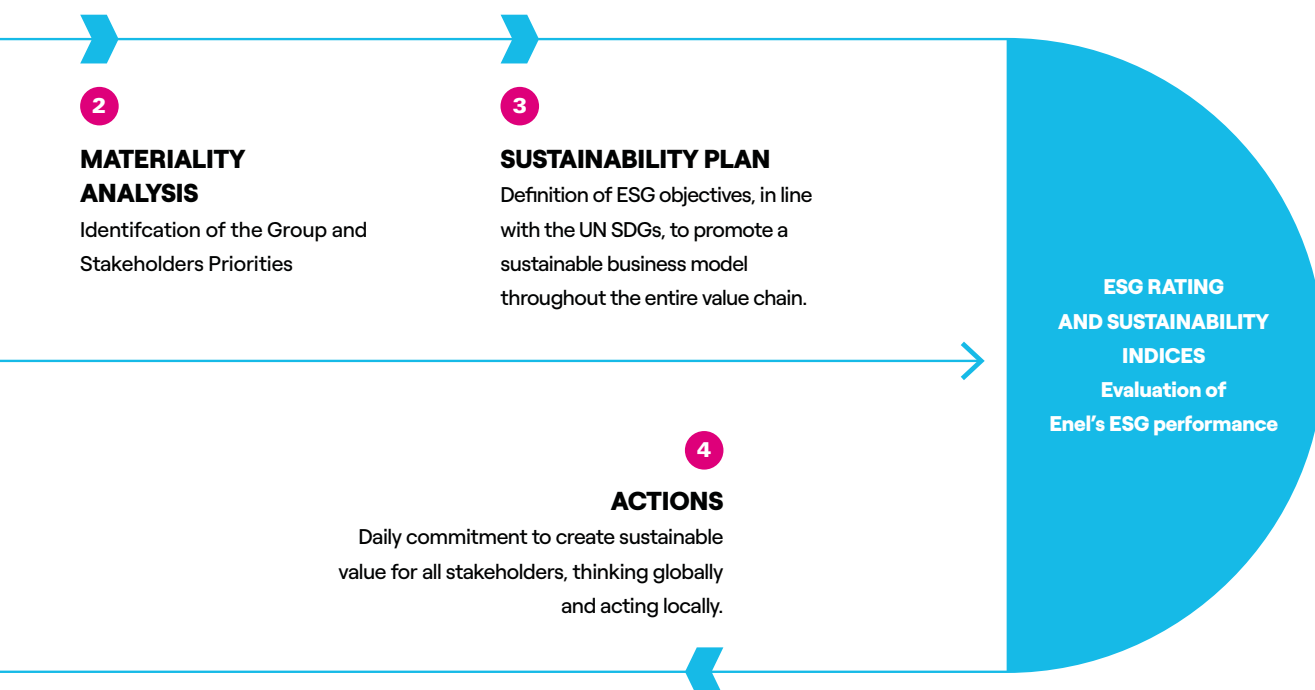 2
MATERIALITY
ANALYSIS
Identifcation of the Group and
Stakeholders Priorities
3
SUSTAINABILITY PLAN
Definition of ESG objectives, in line
with the UN SDGs, to promote a
sustainable business model
throughout the entire value chain.
ESG RATING
AND SUSTAINABILITY
INDICES
Evaluation of
Enel’s ESG performance
4
ACTIONS
Daily commitment to create sustainable
value for all stakeholders, thinking globally
and acting locally.